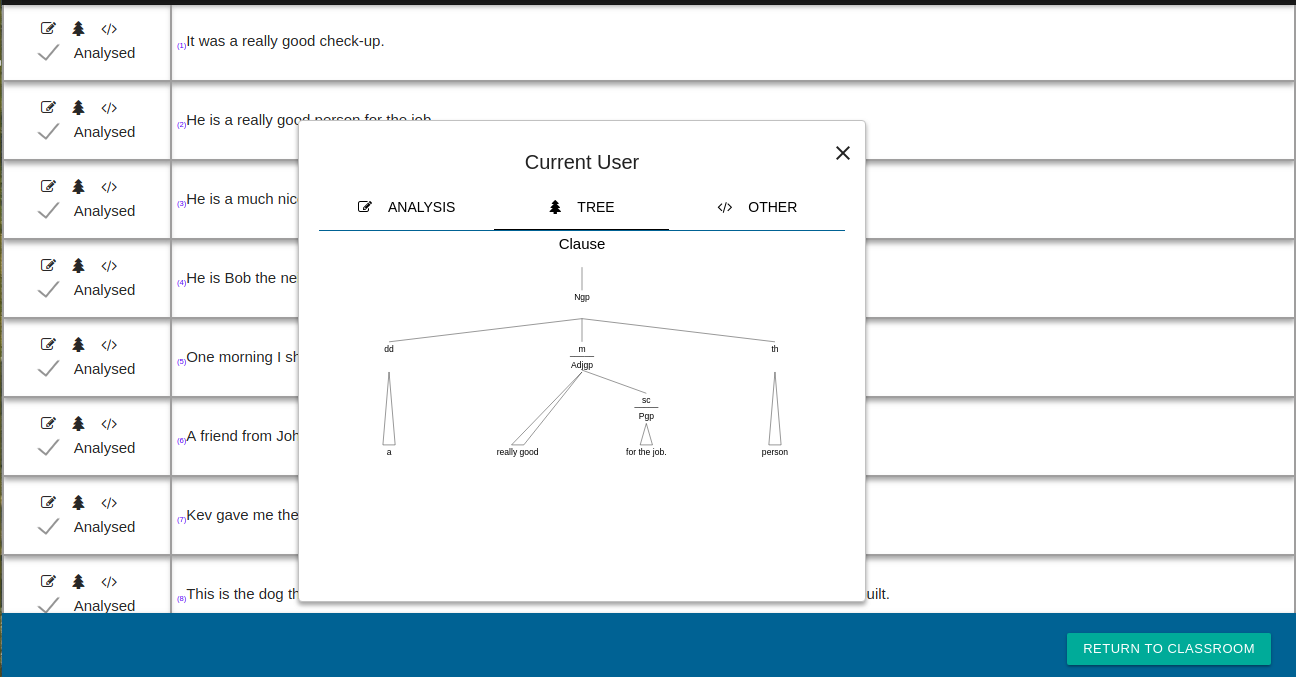 (1)It was a really good check-up.
Analysed
(2)He is a really good person for the job.
Analysed
(3)He is a much nic
Analysed
(4)He is Bob the ne
Analysed
(5)One morning I sh
Analysed
(6)A friend from Joh
Analysed
(7)Kev gave me the
Analysed
(8)This is the dog th
uilt.
Analysed
Current User
ANALYSIS TREE OTHER
Clause
Ngp
dd m th
Adjgp
sc
Pgp
a really good for the job. person
RETURN TO CLASSROOM